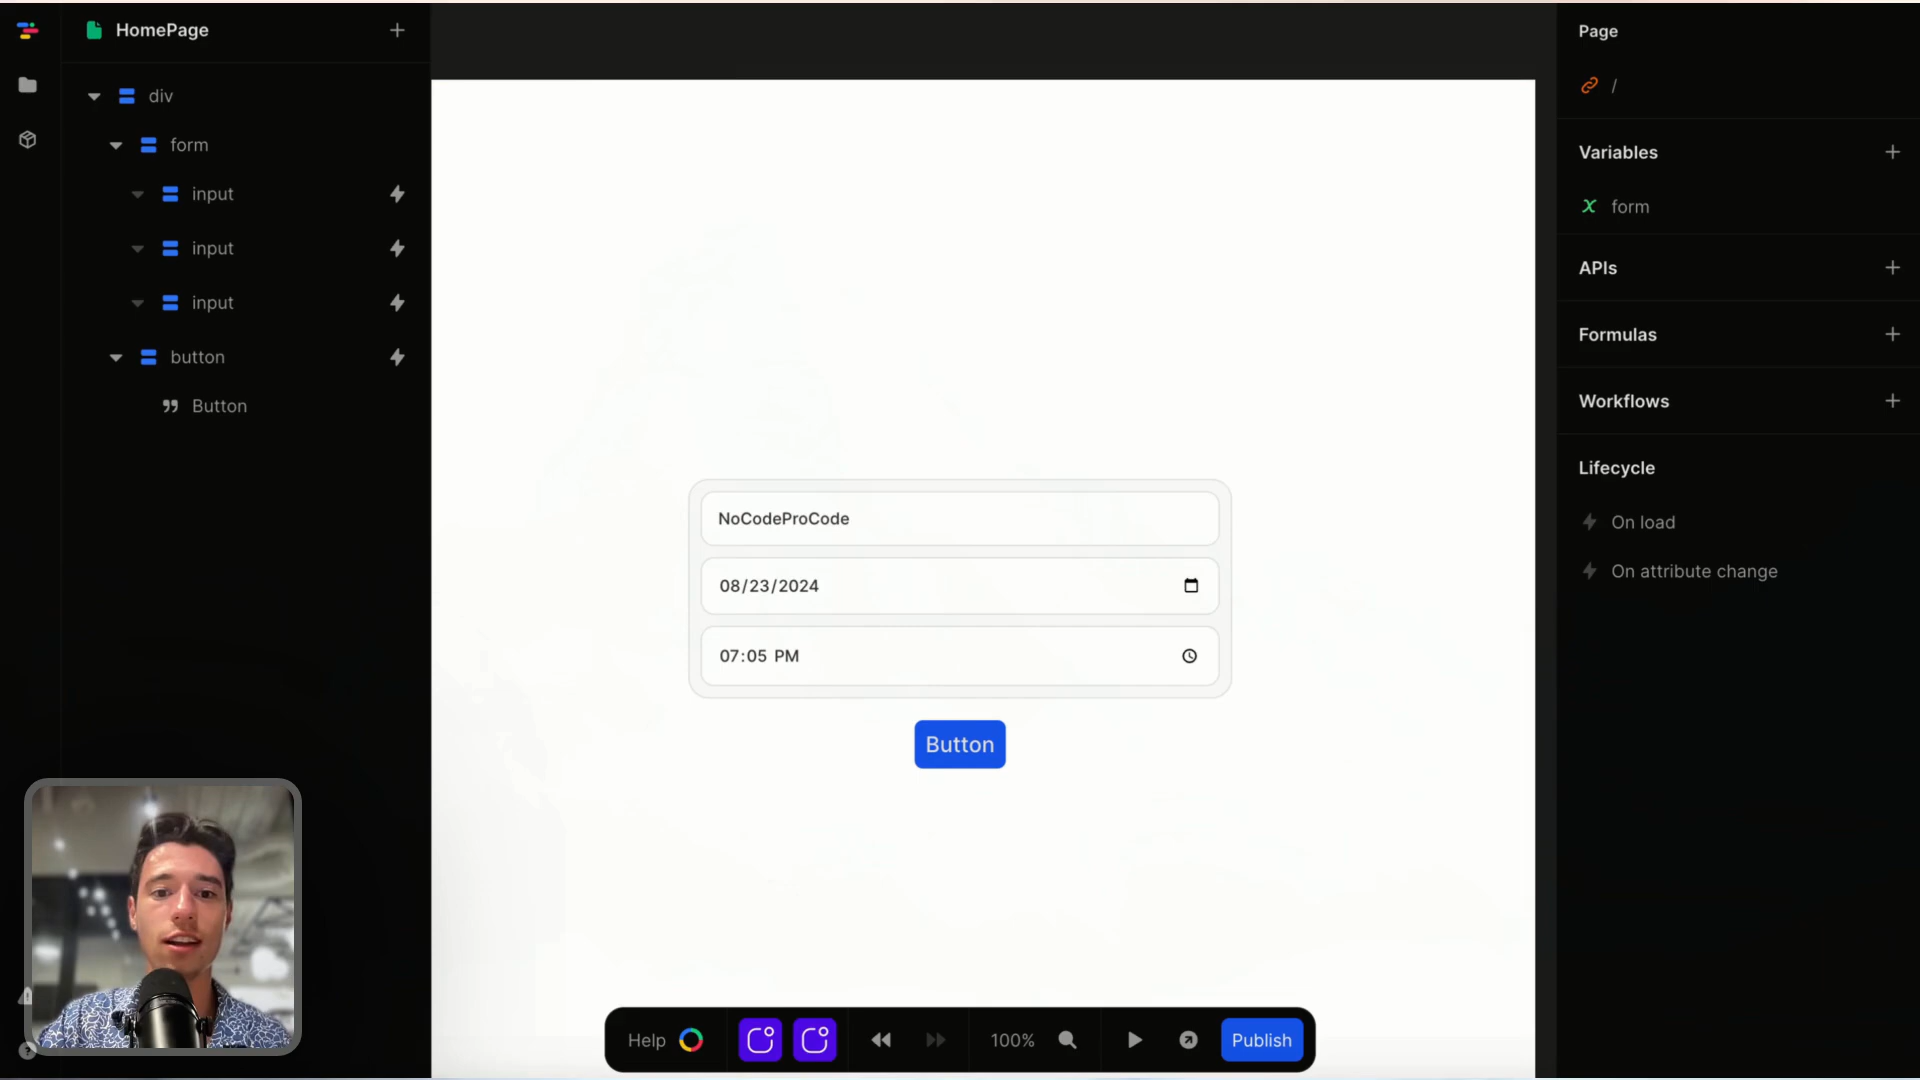 HomePage
div
form
input
input
input
button
Button
NoCodeProCode
08/23/2024
07:05 PM
Button
Help
100%
Publish
Page
/
Variables
form
APIs
Formulas
Workflows
Lifecycle
On load
On attribute change